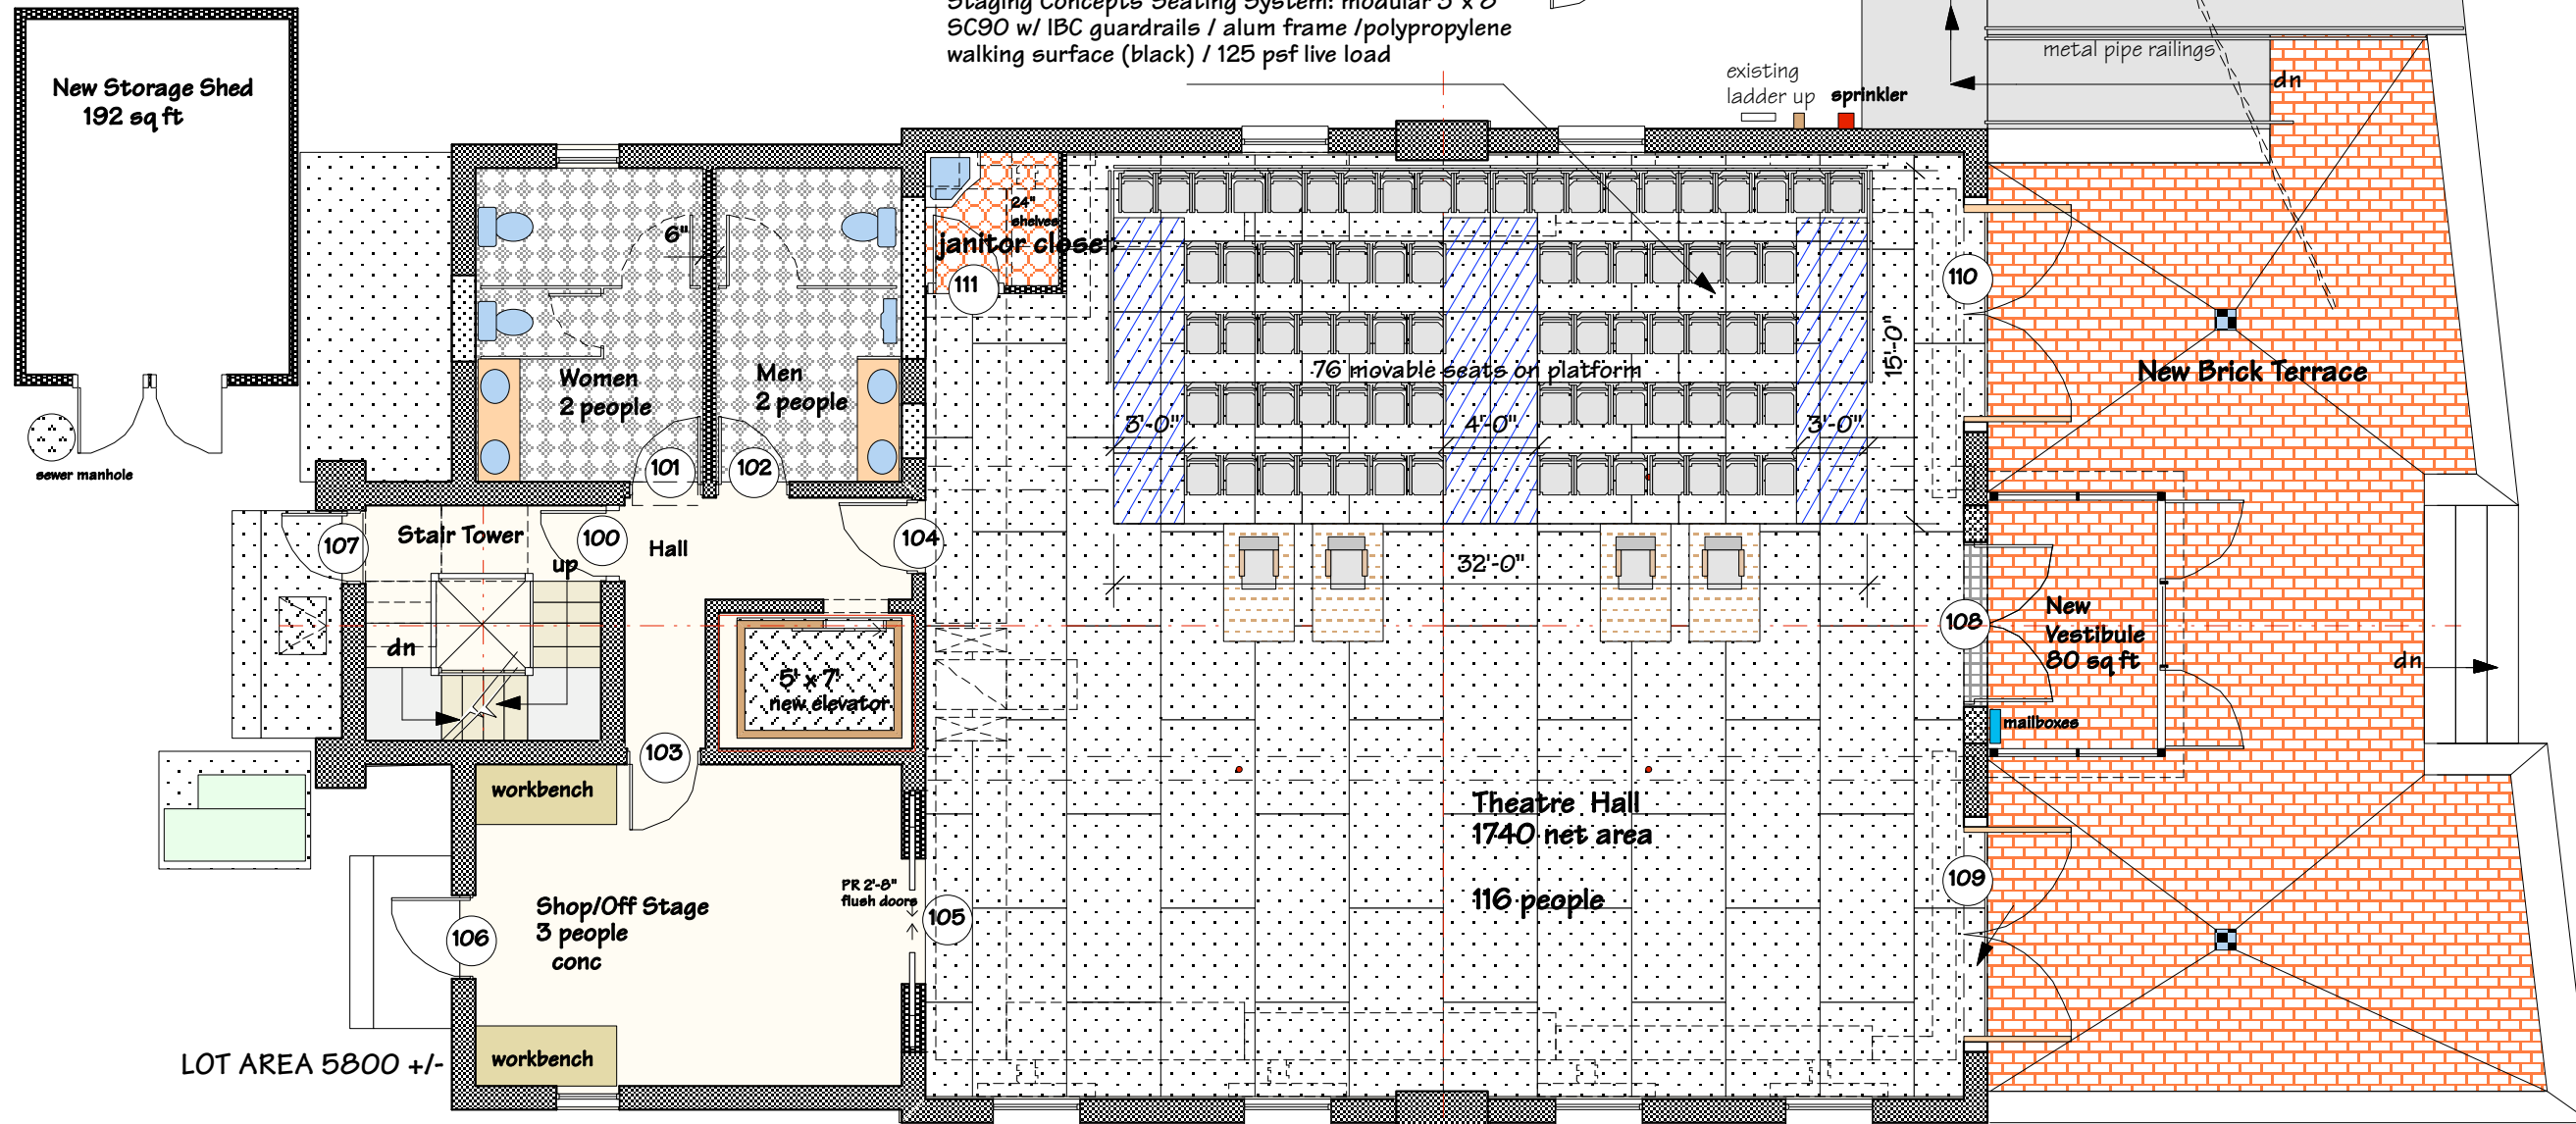 Staging Concepts Seating System: modular 3' x 8'
SC90 w/ IBC guardrails / alum frame /polypropylene
walking surface (black) / 125 psf live load
metal pipe railings
existing
ladder up
sprinkler
dn
New Storage Shed
192 sq ft
sewer manhole
6"
24"
shelves
janitor closet
111
110
15'-0"
76 movable seats on platform
New Brick Terrace
Women
2 people
Men
2 people
3'-0"
4'-0"
3'-0"
101
102
107
Stair Tower
100
up
Hall
104
32'-0"
dn
5' x 7'
new elevator
108
New
Vestibule
80 sq ft
dn
mailboxes
103
workbench
Theatre Hall
1740 net area
116 people
PR 2'-8"
flush doors
105
109
106
Shop/Off Stage
3 people
conc
workbench
LOT AREA 5800 +/-